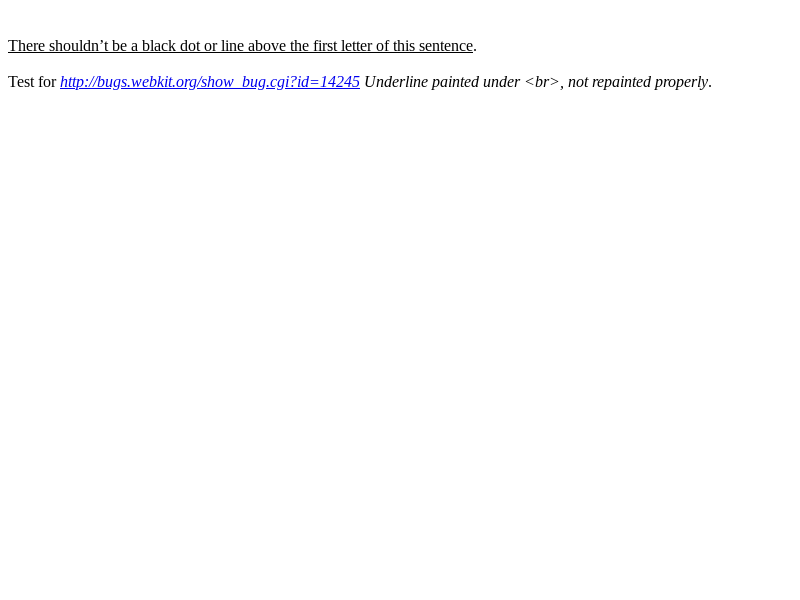 There shouldn’t be a black dot or line above the first letter of this sentence.
Test for http://bugs.webkit.org/show_bug.cgi?id=14245 Underline painted under <br>, not repainted properly.